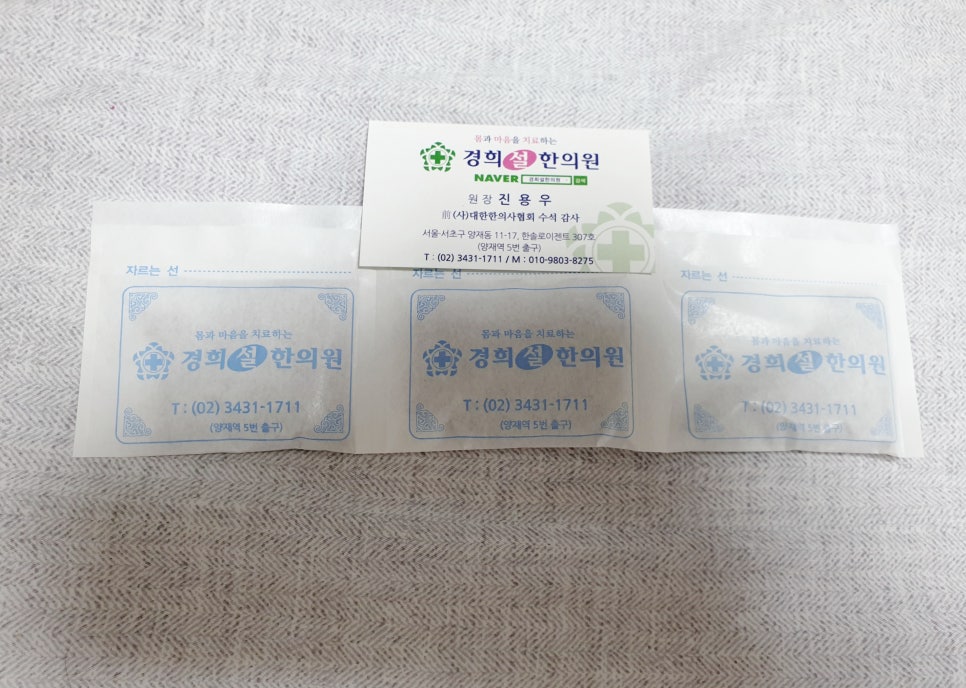 몸과 마음을 치료하는
경희설한의원
NAVER 경희설한의원 검색
원장 진용우
前 (사)대한한의사협회 수석 감사
서울·서초구 양재동 11-17, 한솔로이젠트 307호
(양재역 5번 출구)
T : (02) 3431-1711 / M : 010-9803-8275
자르는 선
몸과 마음을 치료하는
경희설한의원
T : (02) 3431-1711
(양재역 5번 출구)
자르는 선
몸과 마음을 치료하는
경희설한의원
T : (02) 3431-1711
(양재역 5번 출구)
자르는 선
몸과 마음을 치료하는
경희설한의원
T : (02) 3431-1711
(양재역 5번 출구)